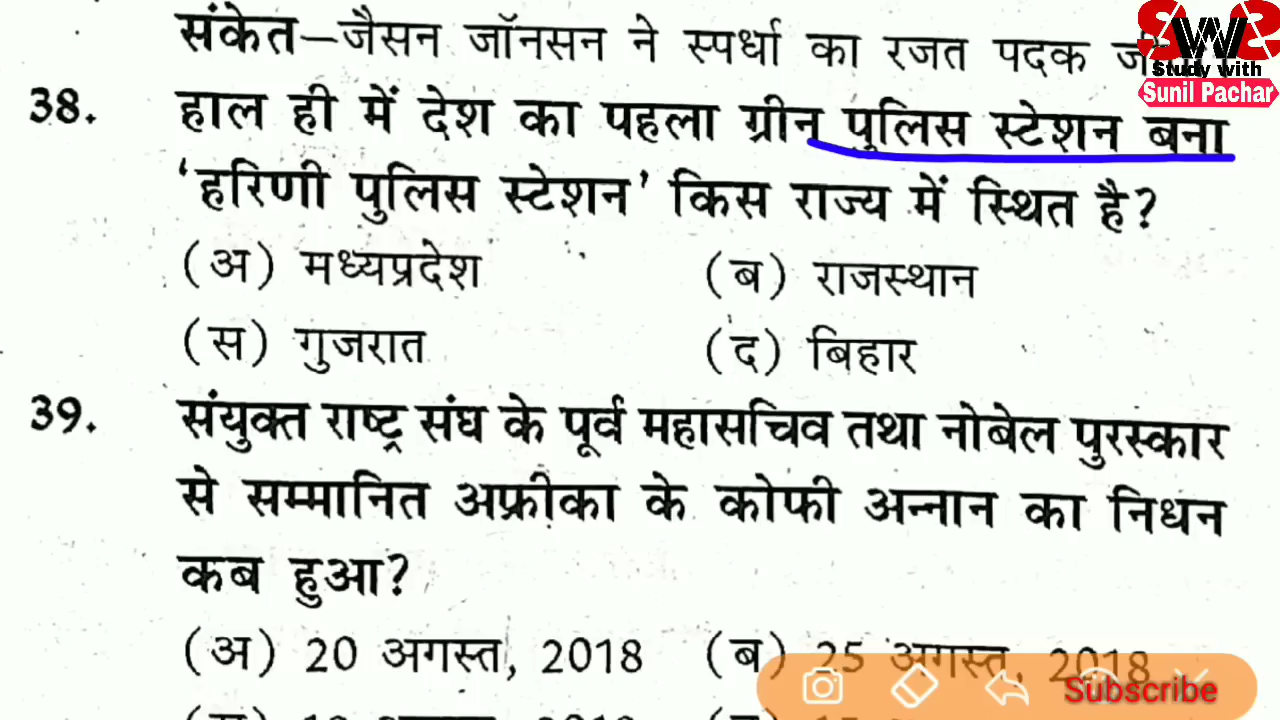 संकेत–जैसन जॉनसन ने स्पर्धा का रजत पदक
SWS
Study with
Sunil Pachar
38. हाल ही में देश का पहला ग्रीन पुलिस स्टेशन बना
'हरिणी पुलिस स्टेशन' किस राज्य में स्थित है?
(अ) मध्यप्रदेश (ब) राजस्थान
(स) गुजरात (द) बिहार
39. संयुक्त राष्ट्र संघ के पूर्व महासचिव तथा नोबेल पुरस्कार
से सम्मानित अफ्रीका के कोफी अन्नान का निधन
कब हुआ?
(अ) 20 अगस्त, 2018 (ब) 25 अगस्त, 2018
Subscribe